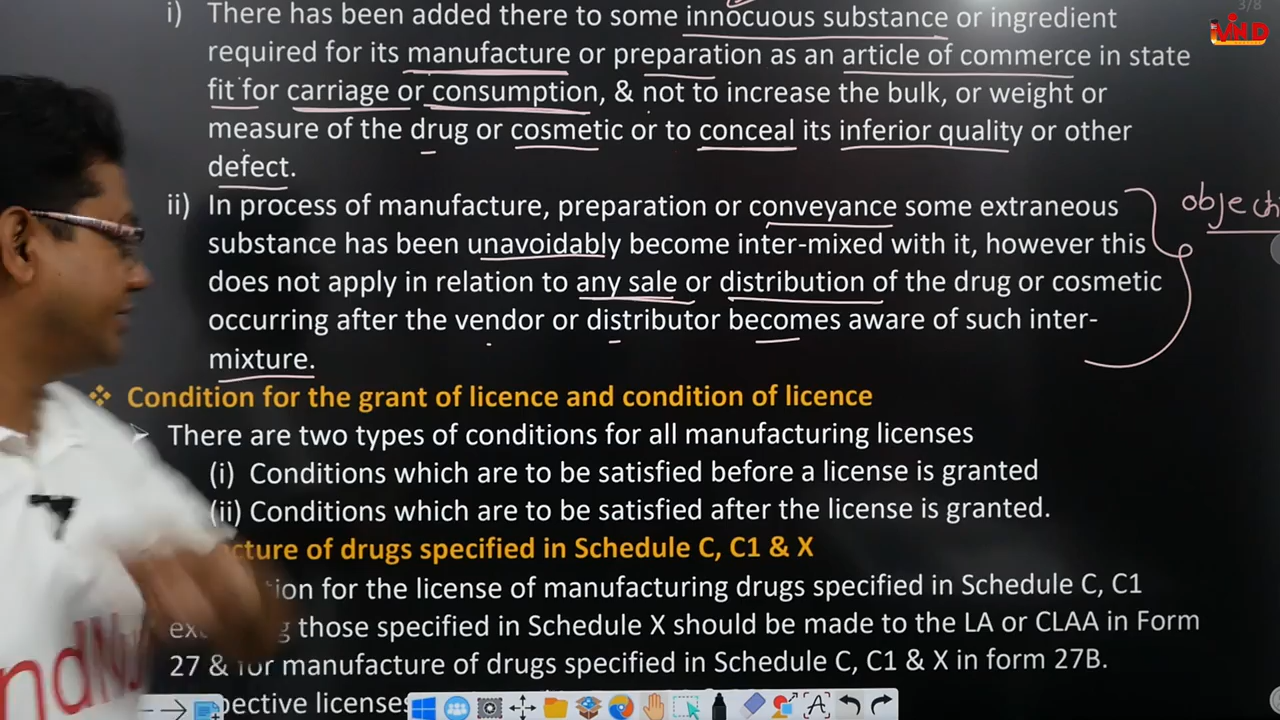 3/8
i) There has been added there to some innocuous substance or ingredient
required for its manufacture or preparation as an article of commerce in state
fit for carriage or consumption, & not to increase the bulk, or weight or
measure of the drug or cosmetic or to conceal its inferior quality or other
defect.
ii) In process of manufacture, preparation or conveyance some extraneous
substance has been unavoidably become inter-mixed with it, however this
does not apply in relation to any sale or distribution of the drug or cosmetic
occurring after the vendor or distributor becomes aware of such inter-
mixture.
Condition for the grant of licence and condition of licence
There are two types of conditions for all manufacturing licenses
(i) Conditions which are to be satisfied before a license is granted
(ii) Conditions which are to be satisfied after the license is granted.
of drugs specified in Schedule C, C1 & X
for the license of manufacturing drugs specified in Schedule C, C1
those specified in Schedule X should be made to the LA or CLAA in Form
27 & for manufacture of drugs specified in Schedule C, C1 & X in form 27B.
licenses